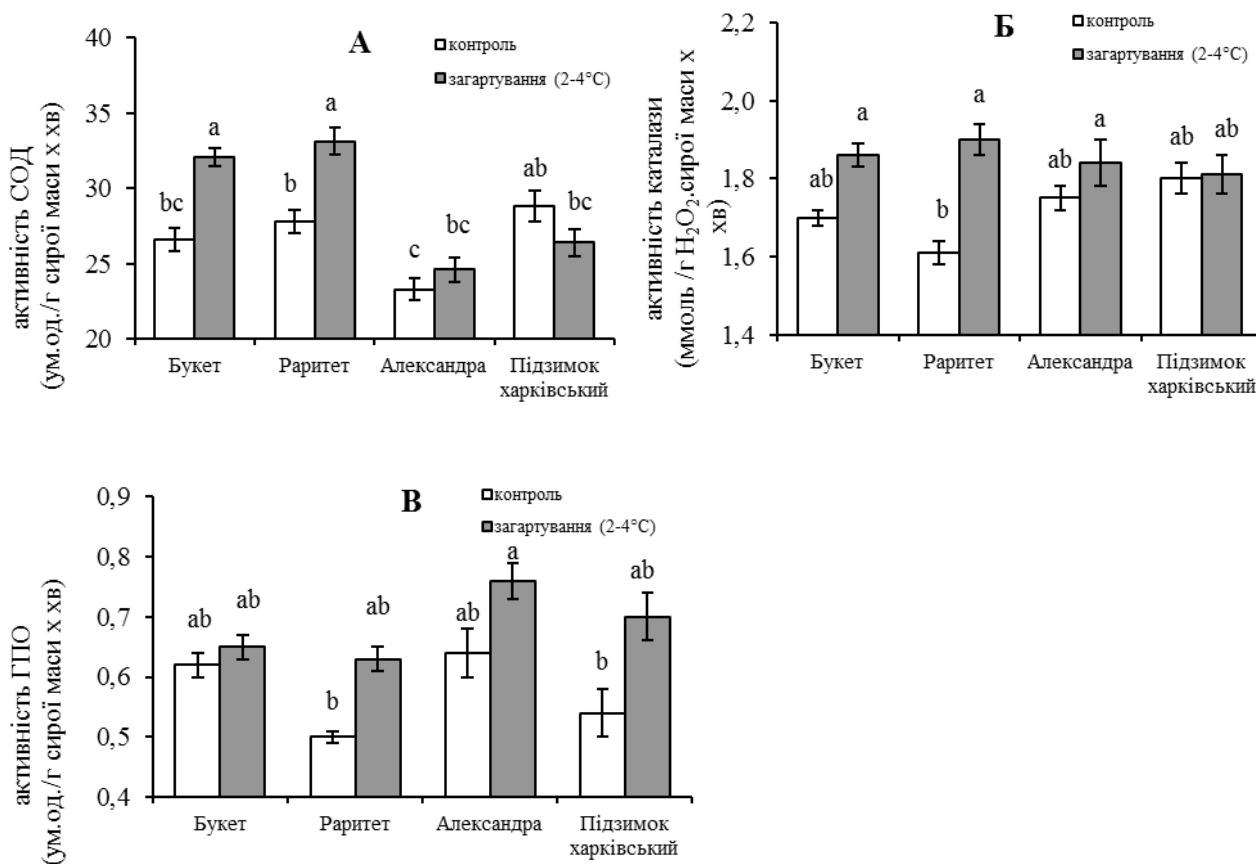 А
контроль
загартування (2-4°С)
активність СОД
(ум.од./г сирої маси х хв)
40
35
30
25
20
a
a
ab
bc
b
bc
c
bc
Букет
Раритет
Александра
Підзимок
харківський
Б
контроль
загартування (2-4°С)
активність каталази
(ммоль /г H₂O₂.сирої маси х
хв)
2,2
2,0
1,8
1,6
1,4
a
a
a
ab
ab
ab
ab
b
Букет
Раритет
Александра
Підзимок
харківський
В
контроль
загартування (2-4°С)
активність ГПО
(ум.од./г сирої маси х хв)
0,9
0,8
0,7
0,6
0,5
0,4
a
ab
ab
ab
ab
ab
b
b
Букет
Раритет
Александра
Підзимок
харківський